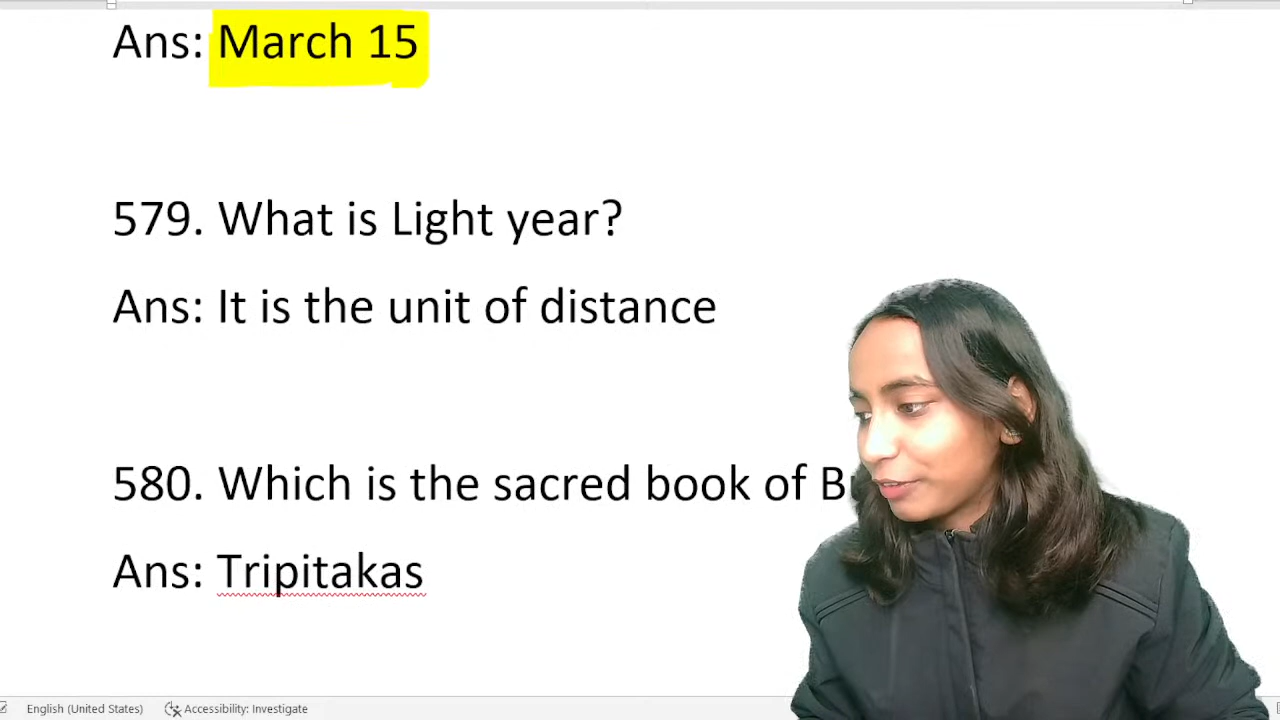 Ans: March 15
579. What is Light year?
Ans: It is the unit of distance
580. Which is the sacred book of
Ans: Tripitakas
English (United States) Accessibility: Investigate